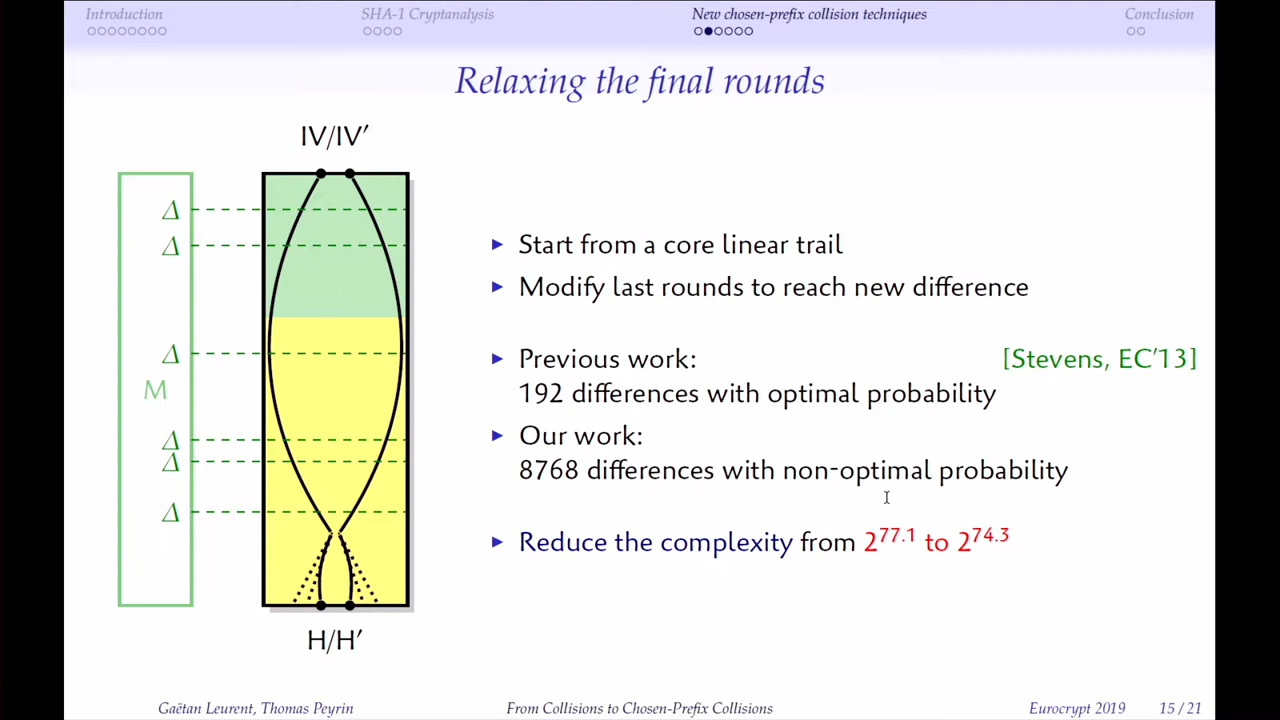 Introduction
SHA-1 Cryptanalysis
New chosen-prefix collision techniques
Conclusion
Relaxing the final rounds
IV/IV′
Δ
Δ
Δ
M
Δ
Δ
Δ
H/H′
▶ Start from a core linear trail
▶ Modify last rounds to reach new difference
▶ Previous work: [Stevens, EC'13]
192 differences with optimal probability
▶ Our work:
8768 differences with non-optimal probability
▶ Reduce the complexity from 2^77.1 to 2^74.3
Gaëtan Leurent, Thomas Peyrin
From Collisions to Chosen-Prefix Collisions
Eurocrypt 2019
15 / 21